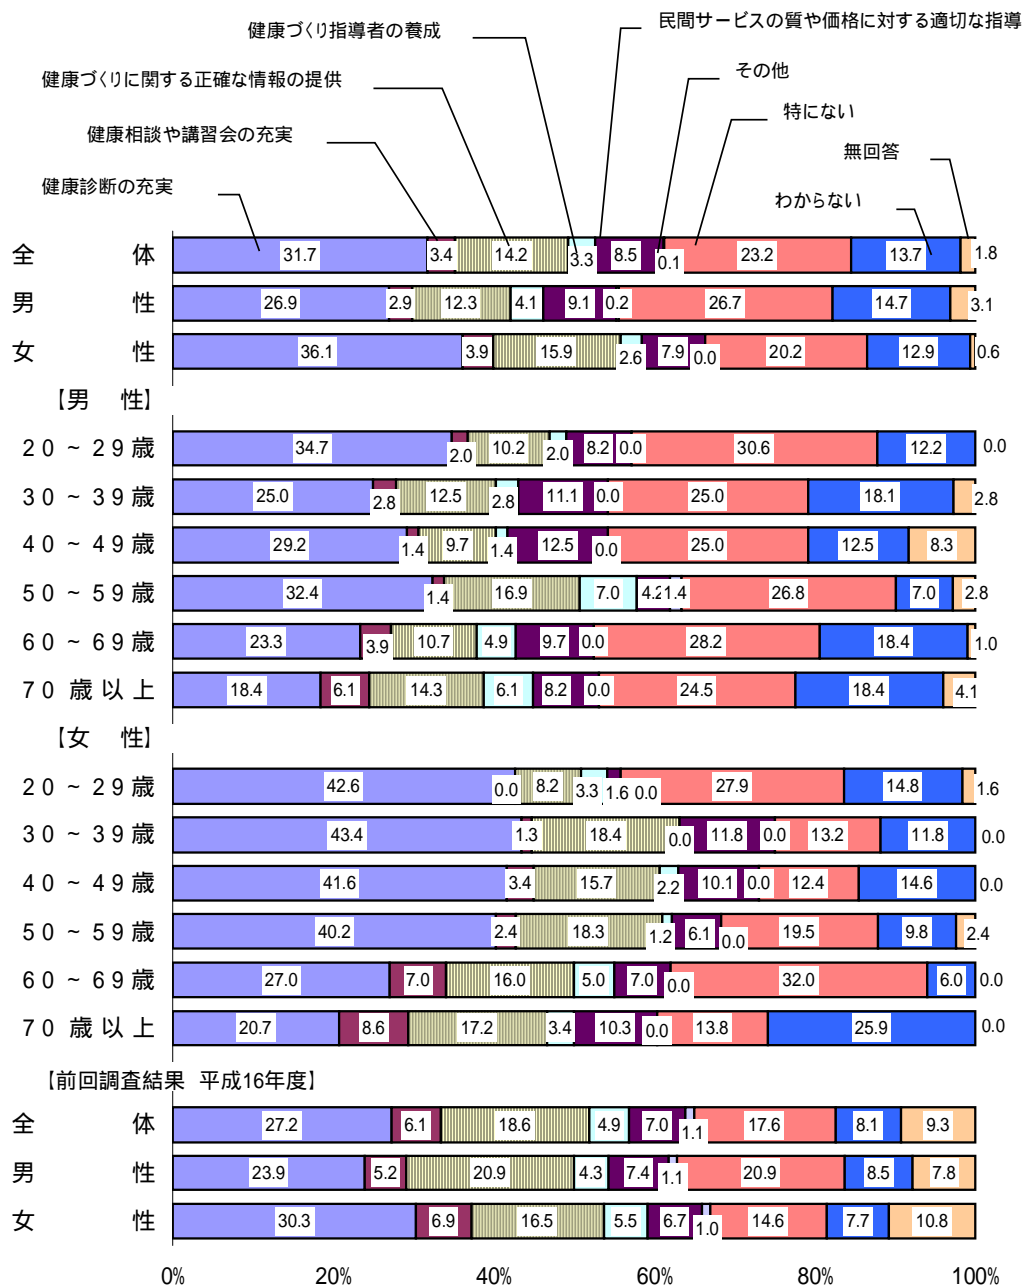 健康づくり指導者の養成
民間サービスの質や価格に対する適切な指導
健康づくりに関する正確な情報の提供
その他
健康相談や講習会の充実
特にない
健康診断の充実
無回答
わからない
全 体 31.7 3.4 14.2 3.3 8.5 0.1 23.2 13.7 1.8
男 性 26.9 2.9 12.3 4.1 9.1 0.2 26.7 14.7 3.1
女 性 36.1 3.9 15.9 2.6 7.9 0.0 20.2 12.9 0.6
【男 性】
20～29歳 34.7 2.0 10.2 2.0 8.2 0.0 30.6 12.2 0.0
30～39歳 25.0 2.8 12.5 2.8 11.1 0.0 25.0 18.1 2.8
40～49歳 29.2 1.4 9.7 1.4 12.5 0.0 25.0 12.5 8.3
50～59歳 32.4 1.4 16.9 7.0 4.2 1.4 26.8 7.0 2.8
60～69歳 23.3 3.9 10.7 4.9 9.7 0.0 28.2 18.4 1.0
70歳以上 18.4 6.1 14.3 6.1 8.2 0.0 24.5 18.4 4.1
【女 性】
20～29歳 42.6 0.0 8.2 3.3 1.6 0.0 27.9 14.8 1.6
30～39歳 43.4 1.3 18.4 0.0 11.8 0.0 13.2 11.8 0.0
40～49歳 41.6 3.4 15.7 2.2 10.1 0.0 12.4 14.6 0.0
50～59歳 40.2 2.4 18.3 1.2 6.1 0.0 19.5 9.8 2.4
60～69歳 27.0 7.0 16.0 5.0 7.0 0.0 32.0 6.0 0.0
70歳以上 20.7 8.6 17.2 3.4 10.3 0.0 13.8 25.9 0.0
【前回調査結果 平成16年度】
全 体 27.2 6.1 18.6 4.9 7.0 1.1 17.6 8.1 9.3
男 性 23.9 5.2 20.9 4.3 7.4 1.1 20.9 8.5 7.8
女 性 30.3 6.9 16.5 5.5 6.7 1.0 14.6 7.7 10.8
0% 20% 40% 60% 80% 100%